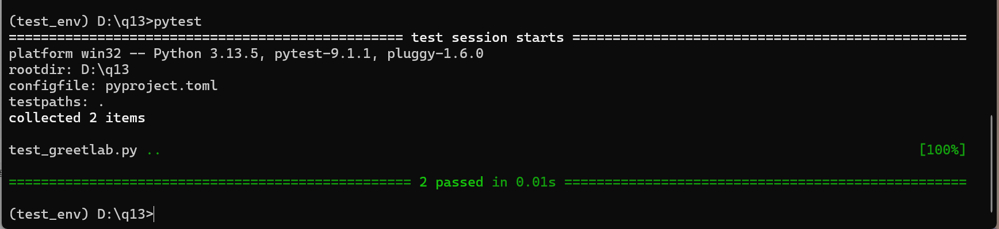 (test_env) D:\q13>pytest
================================================= test session starts =================================================
platform win32 -- Python 3.13.5, pytest-9.1.1, pluggy-1.6.0
rootdir: D:\q13
configfile: pyproject.toml
testpaths: .
collected 2 items
test_greetlab.py .. [100%]
================================================== 2 passed in 0.01s ==================================================
(test_env) D:\q13>